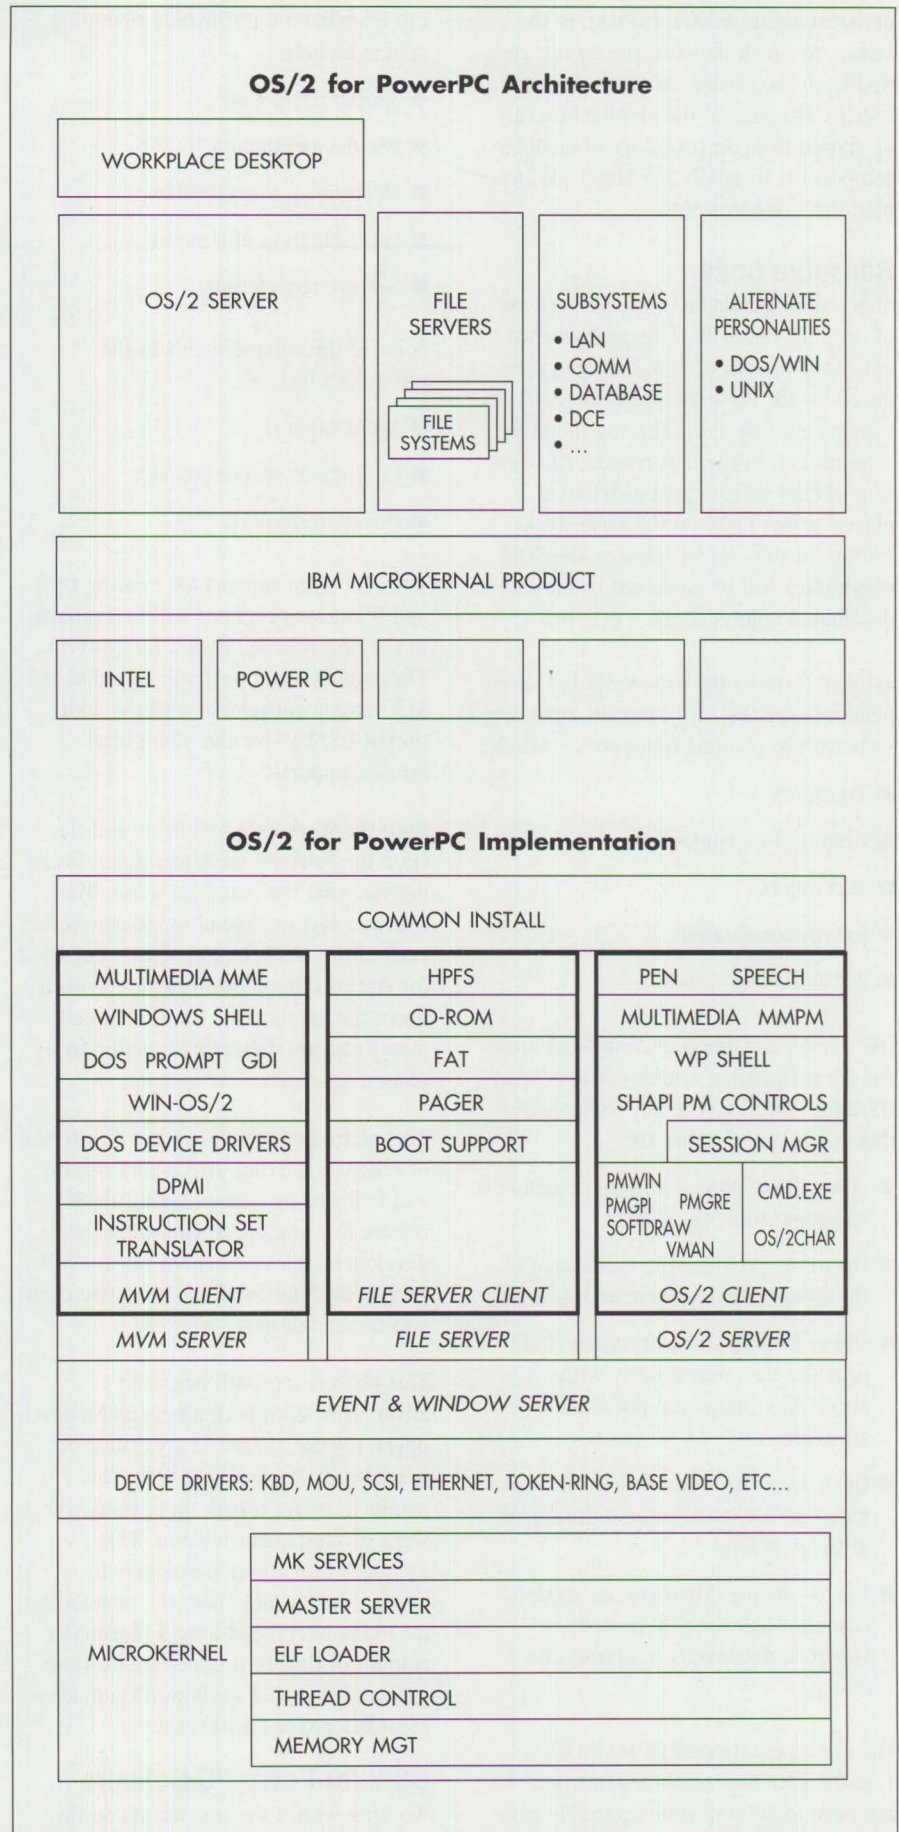 OS/2 for PowerPC Architecture
WORKPLACE DESKTOP
OS/2 SERVER
FILE
SERVERS
FILE
SYSTEMS
SUBSYSTEMS
• LAN
• COMM
• DATABASE
• DCE
• ...
ALTERNATE
PERSONALITIES
• DOS/WIN
• UNIX
IBM MICROKERNAL PRODUCT
INTEL
POWER PC
OS/2 for PowerPC Implementation
COMMON INSTALL
MULTIMEDIA MME
WINDOWS SHELL
DOS PROMPT GDI
WIN-OS/2
DOS DEVICE DRIVERS
DPMI
INSTRUCTION SET
TRANSLATOR
MVM CLIENT
MVM SERVER
HPFS
CD-ROM
FAT
PAGER
BOOT SUPPORT
FILE SERVER CLIENT
FILE SERVER
PEN SPEECH
MULTIMEDIA MMPM
WP SHELL
SHAPI PM CONTROLS
SESSION MGR
PMWIN
PMGPI PMGRE
SOFTDRAW
VMAN
CMD.EXE
OS/2CHAR
OS/2 CLIENT
OS/2 SERVER
EVENT & WINDOW SERVER
DEVICE DRIVERS: KBD, MOU, SCSI, ETHERNET, TOKEN-RING, BASE VIDEO, ETC...
MICROKERNEL
MK SERVICES
MASTER SERVER
ELF LOADER
THREAD CONTROL
MEMORY MGT